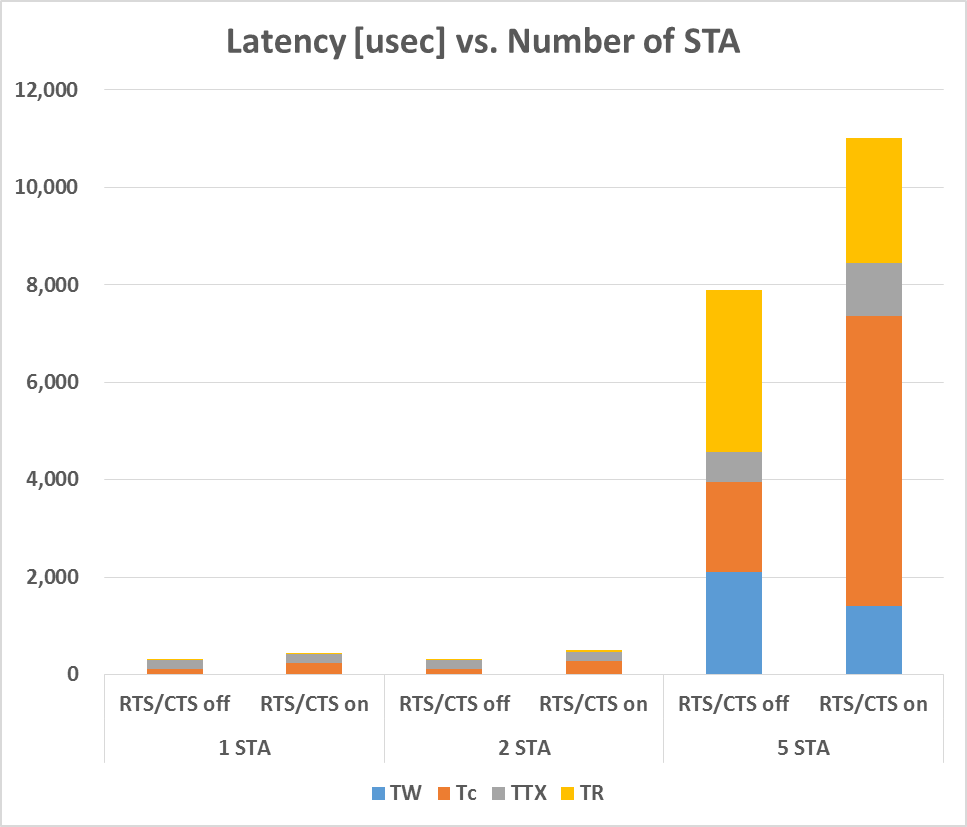 Latency [usec] vs. Number of STA
12,000
10,000
8,000
6,000
4,000
2,000
0
RTS/CTS off RTS/CTS on RTS/CTS off RTS/CTS on RTS/CTS off RTS/CTS on
1 STA 2 STA 5 STA
TW Tc TTX TR